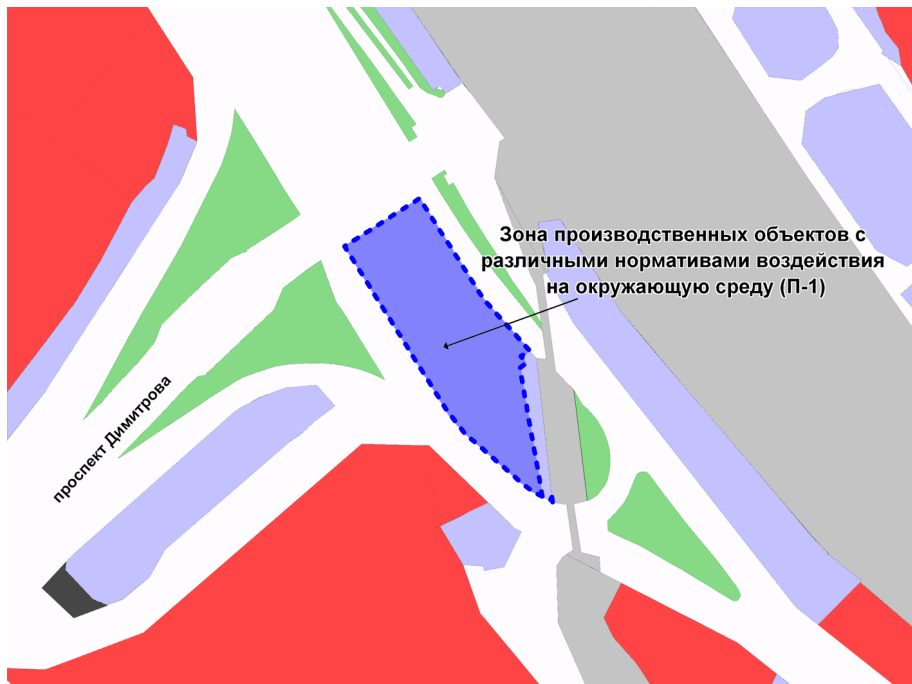 Зона производственных объектов с
различными нормативами воздействия
на окружающую среду (П-1)
проспект Димитрова